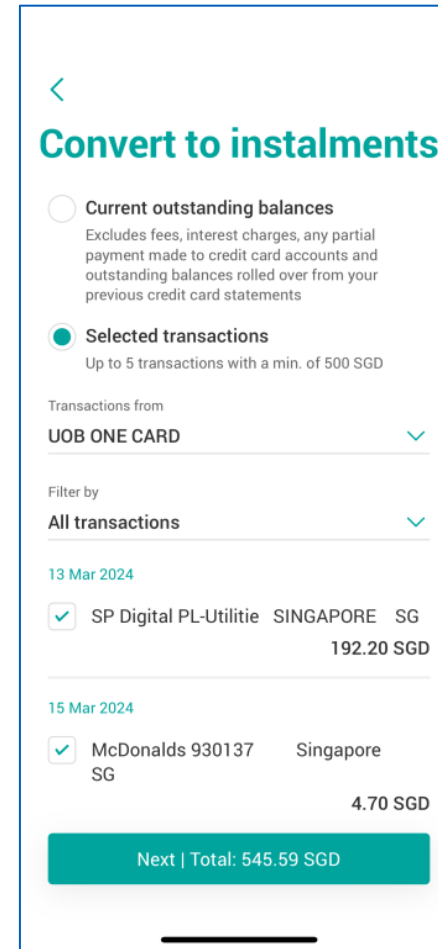 Convert to instalments
Current outstanding balances
Excludes fees, interest charges, any partial
payment made to credit card accounts and
outstanding balances rolled over from your
previous credit card statements
Selected transactions
Up to 5 transactions with a min. of 500 SGD
Transactions from
UOB ONE CARD
Filter by
All transactions
13 Mar 2024
SP Digital PL-Utilitie SINGAPORE SG
192.20 SGD
15 Mar 2024
McDonalds 930137 Singapore
SG
4.70 SGD
Next | Total: 545.59 SGD